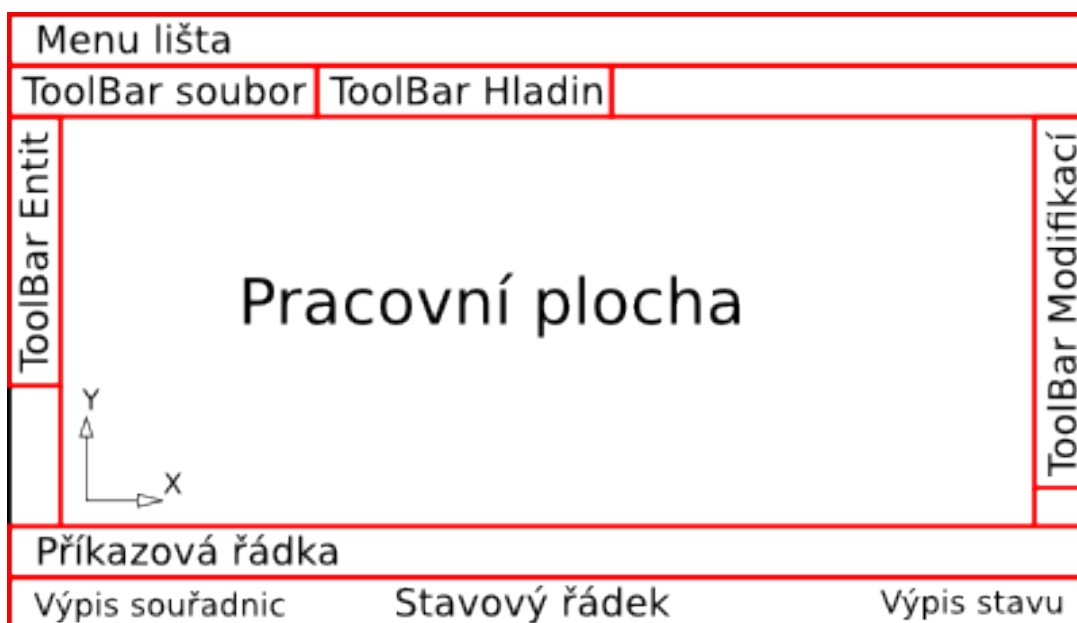 Menu lišta
ToolBar soubor ToolBar Hladin
ToolBar Entit
Pracovní plocha
ToolBar Modifikací
Y
X
Příkazová řádka
Výpis souřadnic Stavový řádek Výpis stavu